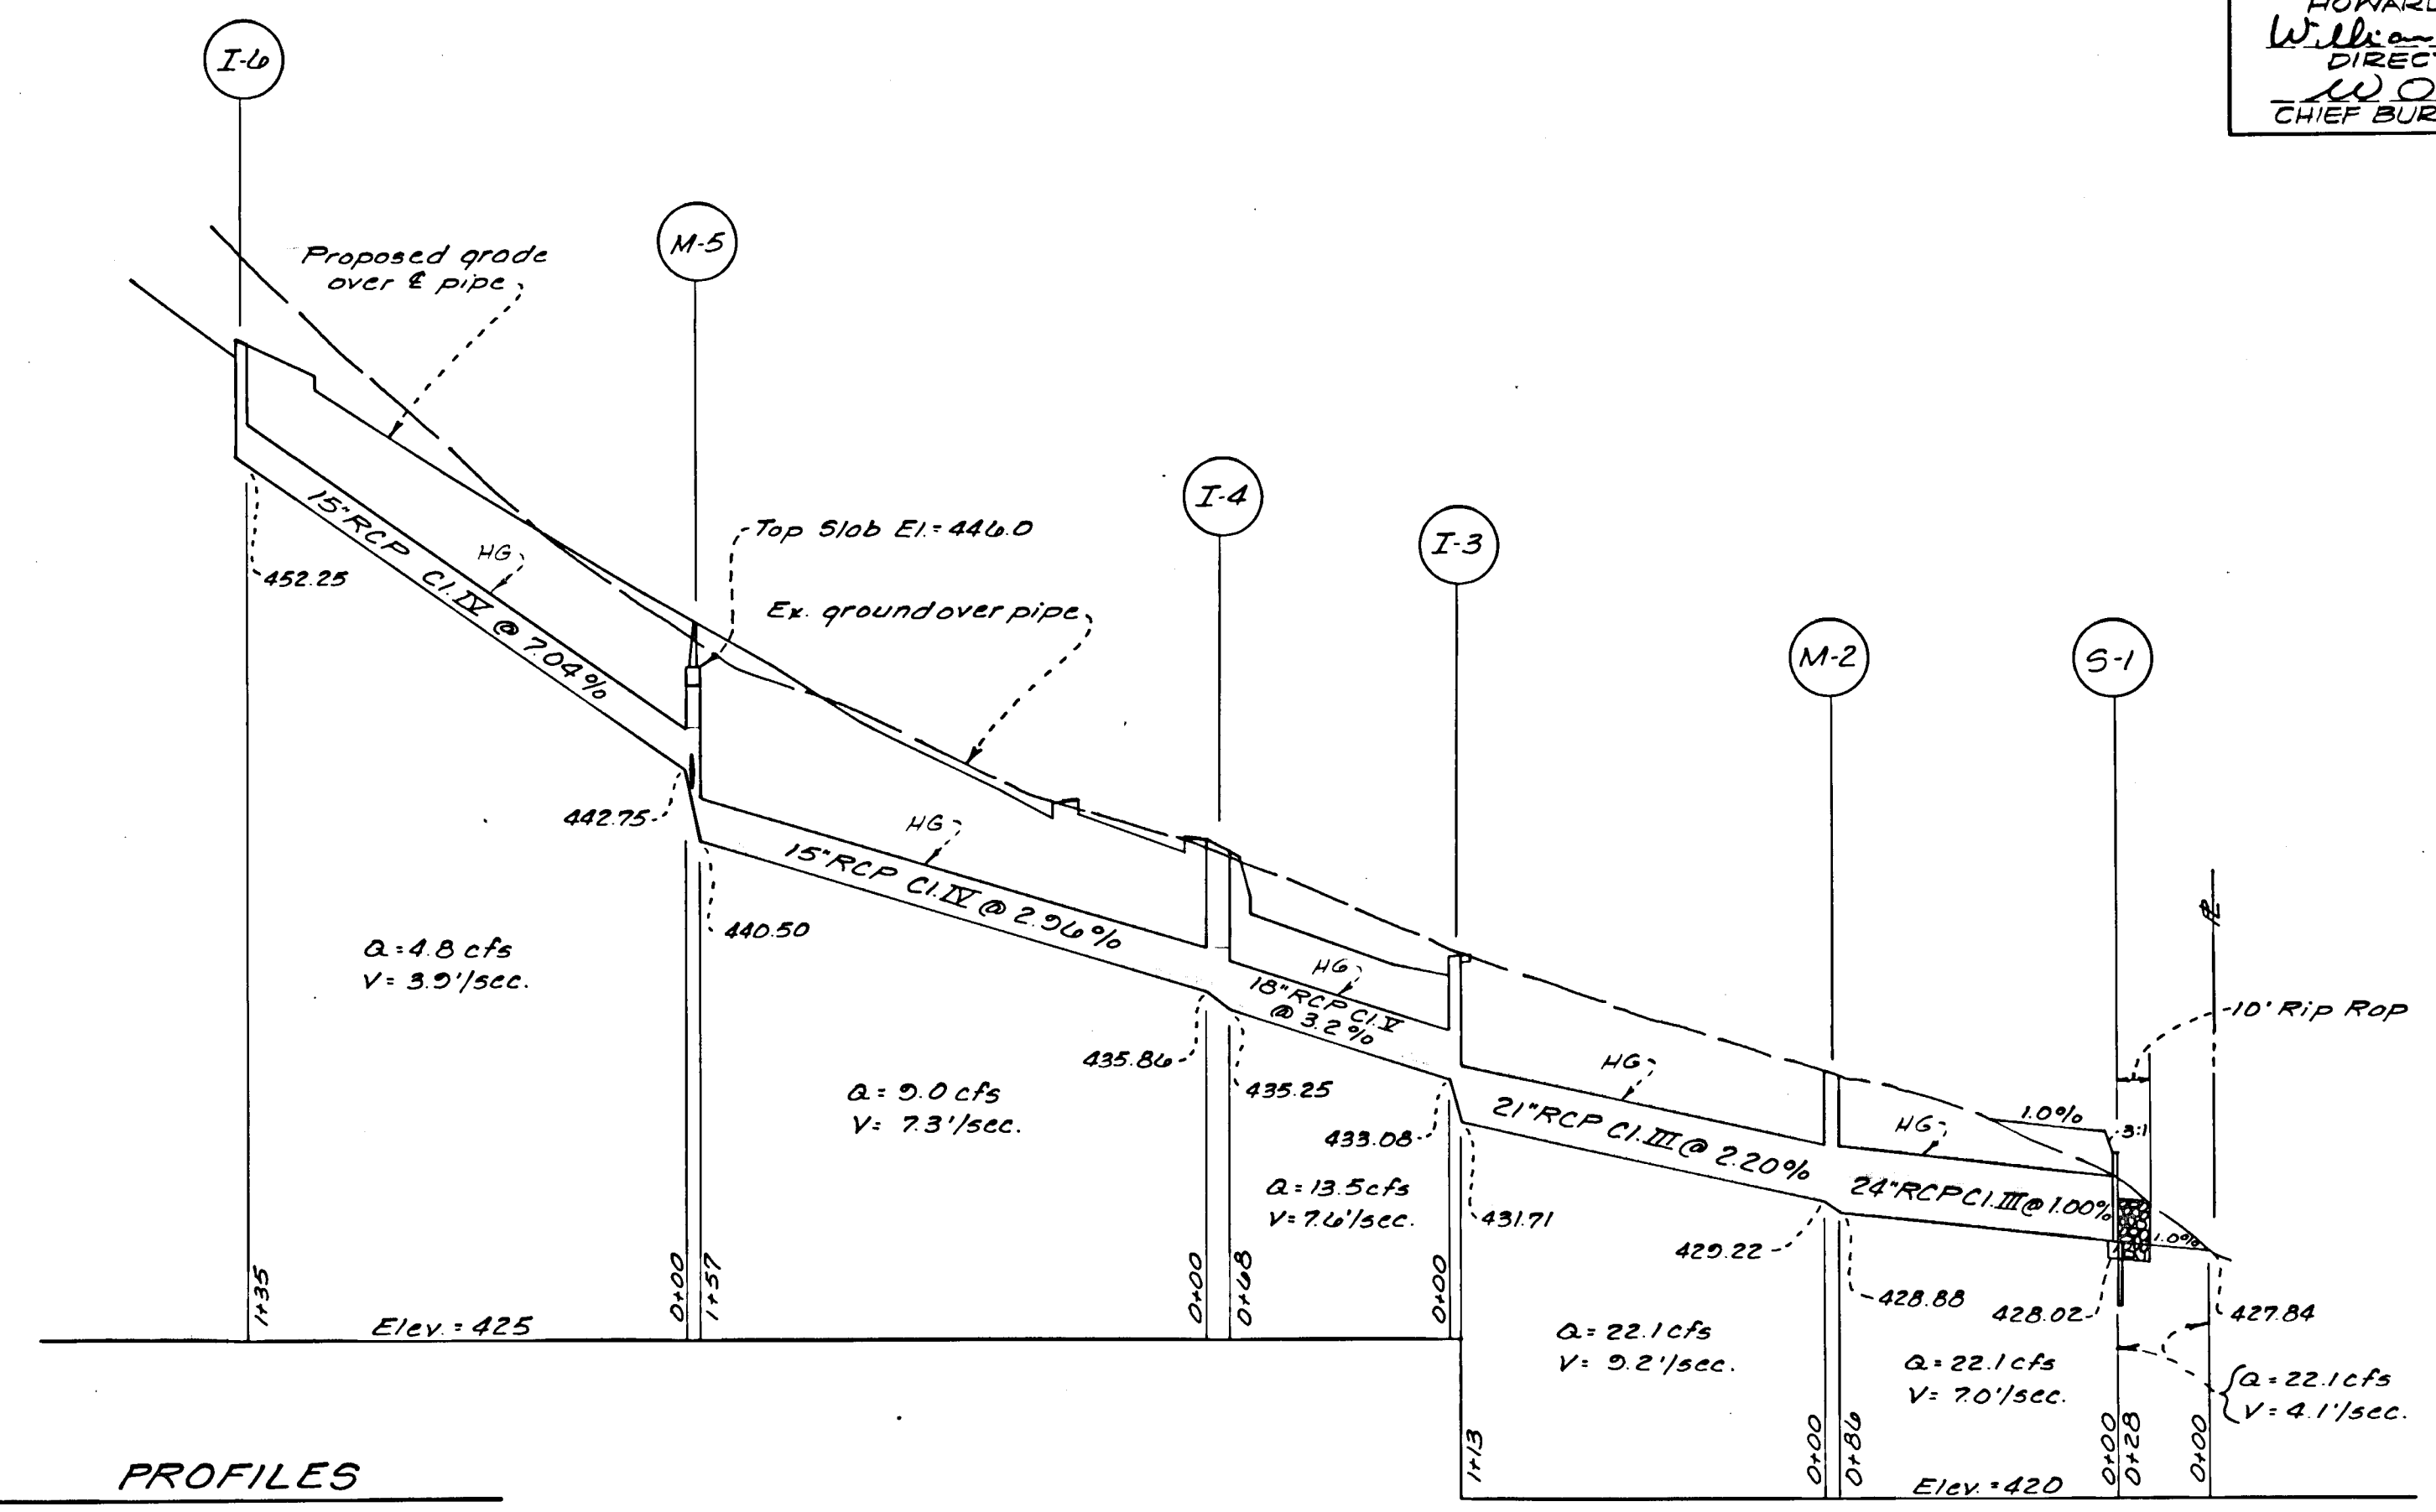 HOWARD
William
DIRECT
CHIEF BUR
I-6
M-5
I-4
I-3
M-2
S-1
Proposed grade
over ℄ pipe
Top Slab El. = 446.0
Ex. ground over pipe
HG
15" RCP Cl. IV @ 7.04%
452.25
442.75
HG
15" RCP Cl. IV @ 2.96%
440.50
435.86
HG
18" RCP Cl. V
@ 3.2%
435.25
433.08
HG
21" RCP Cl. III @ 2.20%
431.71
429.22
HG
24" RCP Cl. III @ 1.00%
1.0%
3:1
1.0%
428.88
428.02
427.84
10' Rip Rap
Q = 4.8 cfs
V = 3.9'/sec.
Q = 9.0 cfs
V = 7.3'/sec.
Q = 13.5 cfs
V = 7.6'/sec.
Q = 22.1 cfs
V = 9.2'/sec.
Q = 22.1 cfs
V = 7.0'/sec.
Q = 22.1 cfs
V = 4.1'/sec.
1+35
0+00
1+57
0+00
0+68
0+00
1+13
0+00
0+86
0+00
0+28
0+00
Elev. = 425
Elev. = 420
PROFILES